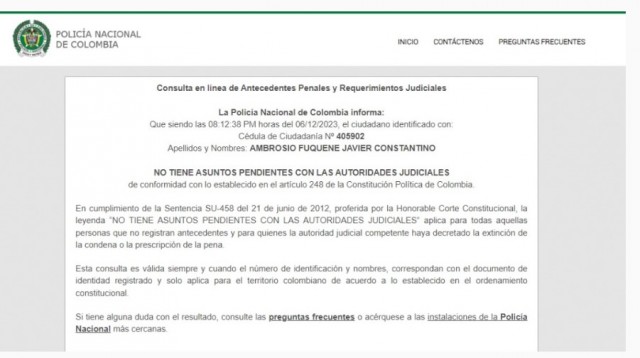 POLICÍA NACIONAL
DE COLOMBIA
INICIO CONTÁCTENOS PREGUNTAS FRECUENTES
Consulta en línea de Antecedentes Penales y Requerimientos Judiciales
La Policía Nacional de Colombia informa:
Que siendo las 08:12:38 PM horas del 06/12/2023, el ciudadano identificado con:
Cédula de Ciudadanía Nº 405902
Apellidos y Nombres: AMBROSIO FUQUENE JAVIER CONSTANTINO
NO TIENE ASUNTOS PENDIENTES CON LAS AUTORIDADES JUDICIALES
de conformidad con lo establecido en el artículo 248 de la Constitución Política de Colombia.
En cumplimiento de la Sentencia SU-458 del 21 de junio de 2012, proferida por la Honorable Corte Constitucional, la
leyenda "NO TIENE ASUNTOS PENDIENTES CON LAS AUTORIDADES JUDICIALES" aplica para todas aquellas
personas que no registran antecedentes y para quienes la autoridad judicial competente haya decretado la extinción de
la condena o la prescripción de la pena.
Esta consulta es válida siempre y cuando el número de identificación y nombres, correspondan con el documento de
identidad registrado y solo aplica para el territorio colombiano de acuerdo a lo establecido en el ordenamiento
constitucional.
Si tiene alguna duda con el resultado, consulte las preguntas frecuentes o acérquese a las instalaciones de la Policía
Nacional más cercanas.